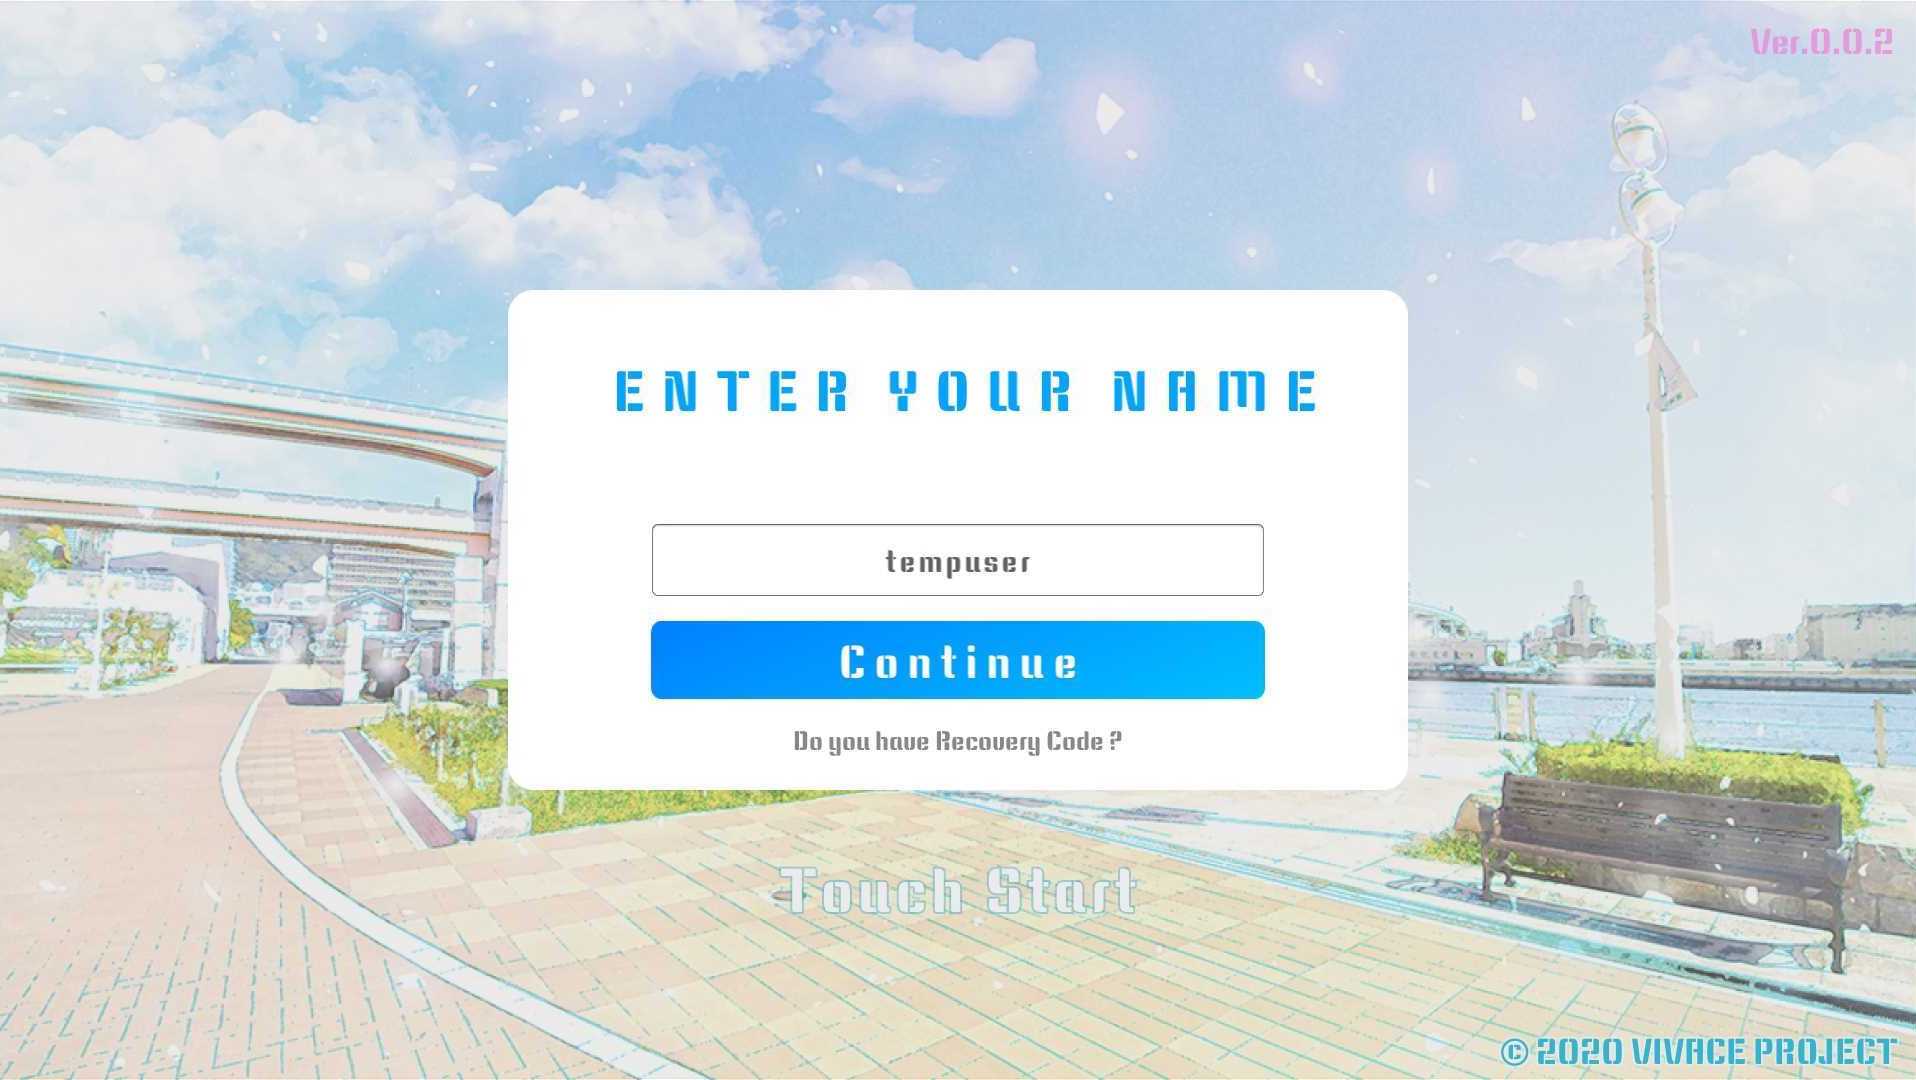 Ver.0.0.2
ENTER YOUR NAME
tempuser
Continue
Do you have Recovery Code ?
Touch Start
© 2020 VIVACE PROJECT